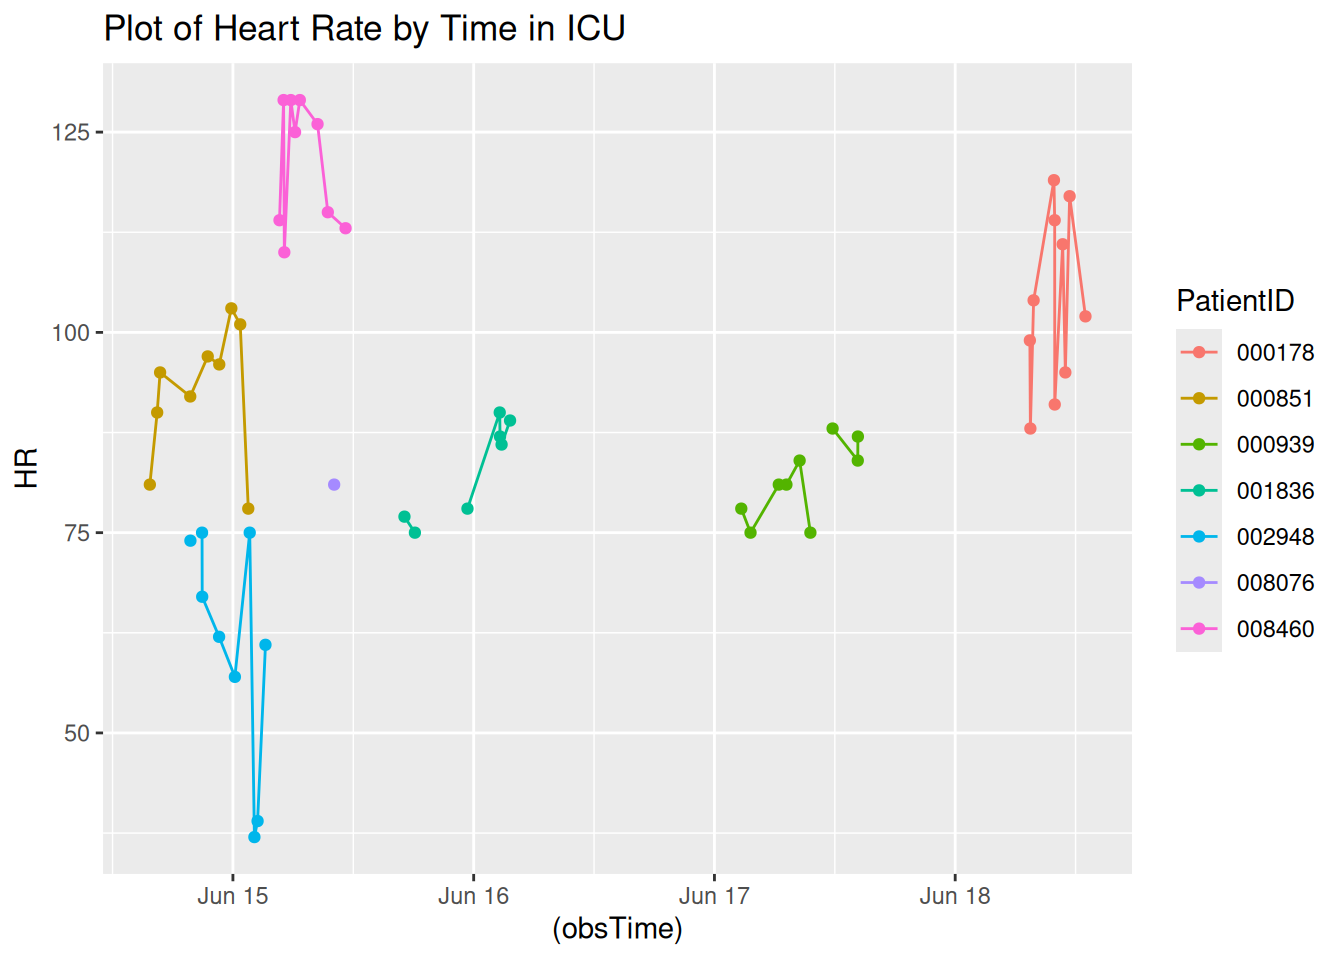 Plot of Heart Rate by Time in ICU
125
100
75
50
HR
Jun 15
Jun 16
Jun 17
Jun 18
(obsTime)
PatientID
000178
000851
000939
001836
002948
008076
008460